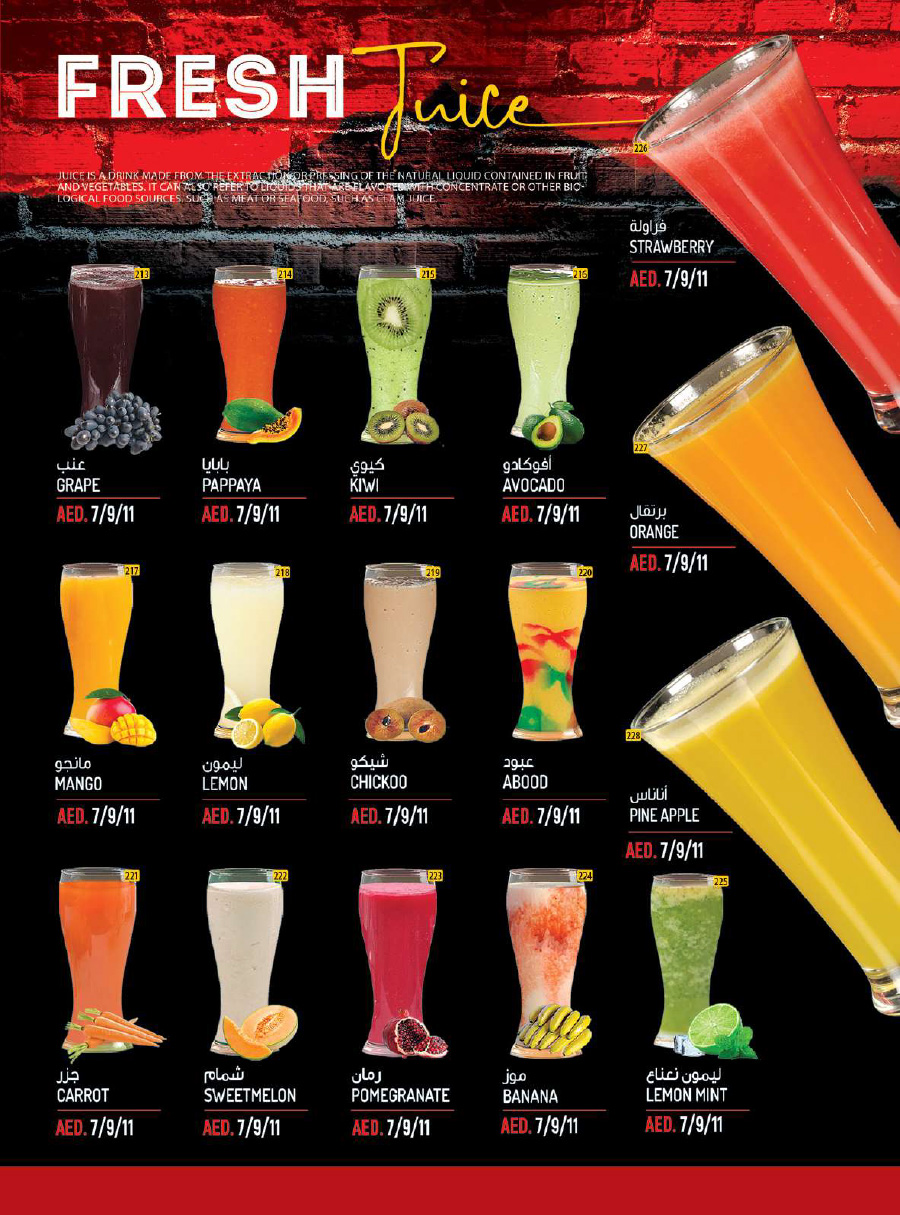 FRESH Juice
JUICE IS A DRINK MADE FROM THE EXTRACTION OR PRESSING OF THE NATURAL LIQUID CONTAINED IN FRUIT
AND VEGETABLES. IT CAN ALSO REFER TO LIQUIDS THAT ARE FLAVORED WITH CONCENTRATE OR OTHER BIO-
LOGICAL FOOD SOURCES, SUCH AS MEAT OR SEAFOOD, SUCH AS CLAM JUICE.
226
فراولة
STRAWBERRY
AED. 7/9/11
213
عنب
GRAPE
AED. 7/9/11
214
بابايا
PAPPAYA
AED. 7/9/11
215
كيوي
KIWI
AED. 7/9/11
216
أفوكادو
AVOCADO
AED. 7/9/11
227
برتقال
ORANGE
AED. 7/9/11
217
مانجو
MANGO
AED. 7/9/11
218
ليمون
LEMON
AED. 7/9/11
219
شيكو
CHICKOO
AED. 7/9/11
220
عبود
ABOOD
AED. 7/9/11
228
أناناس
PINE APPLE
AED. 7/9/11
221
جزر
CARROT
AED. 7/9/11
222
شمام
SWEETMELON
AED. 7/9/11
223
رمان
POMEGRANATE
AED. 7/9/11
224
موز
BANANA
AED. 7/9/11
225
ليمون نعناع
LEMON MINT
AED. 7/9/11